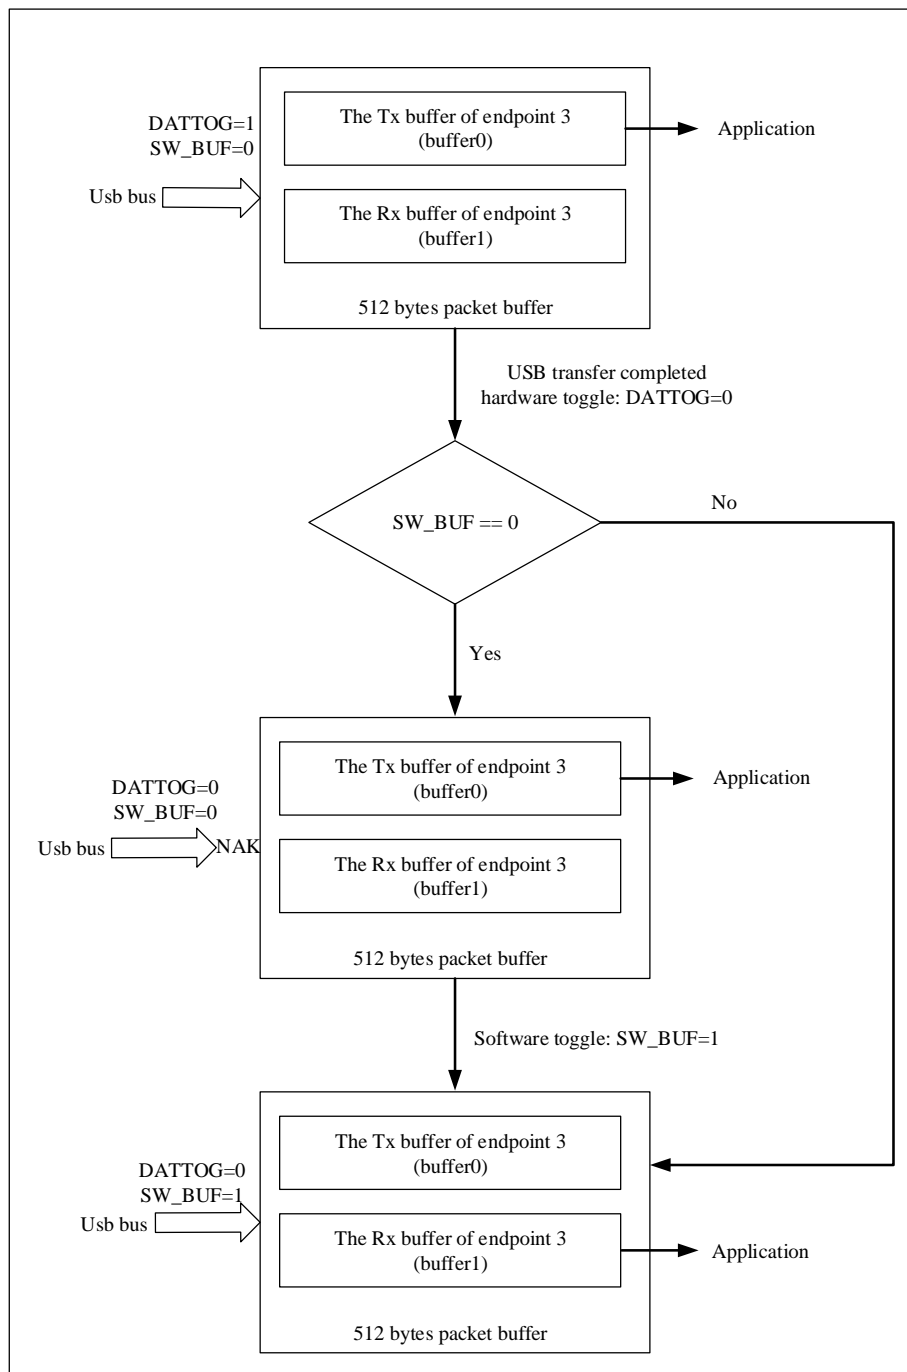 The Tx buffer of endpoint 3
(buffer0)
Application
DATTOG=1
SW_BUF=0
Usb bus
The Rx buffer of endpoint 3
(buffer1)
512 bytes packet buffer
USB transfer completed
hardware toggle: DATTOG=0
SW_BUF == 0
No
Yes
The Tx buffer of endpoint 3
(buffer0)
Application
DATTOG=0
SW_BUF=0
Usb bus
NAK
The Rx buffer of endpoint 3
(buffer1)
512 bytes packet buffer
Software toggle: SW_BUF=1
The Tx buffer of endpoint 3
(buffer0)
DATTOG=0
SW_BUF=1
Usb bus
The Rx buffer of endpoint 3
(buffer1)
Application
512 bytes packet buffer